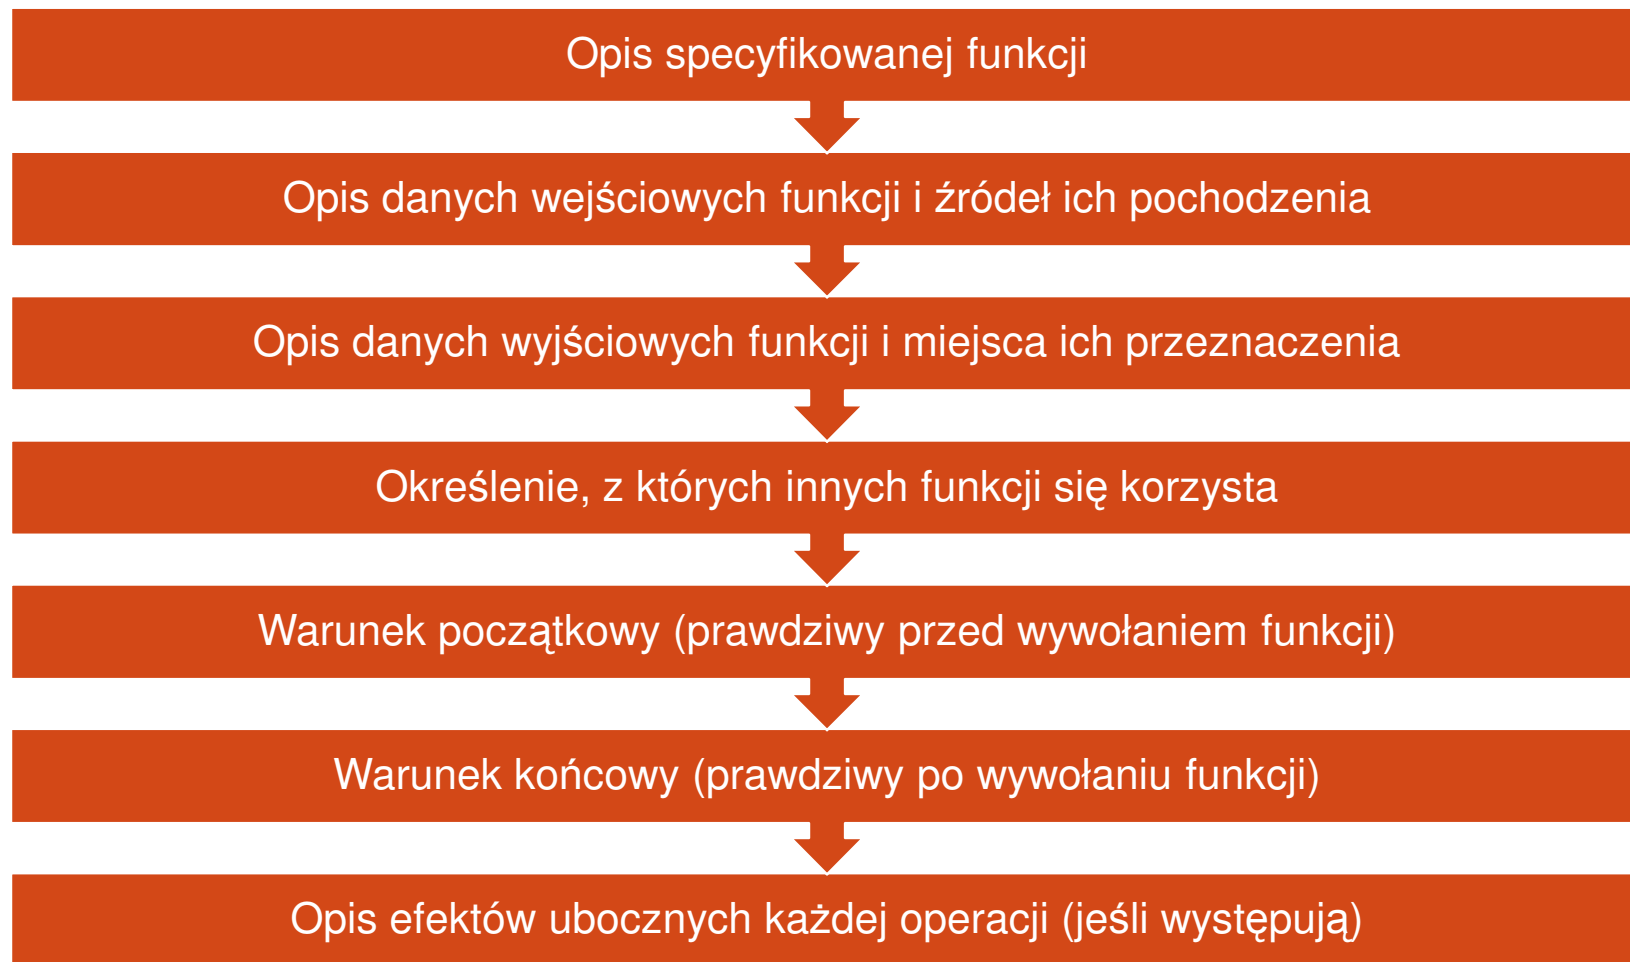 Opis specyfikowanej funkcji
Opis danych wejściowych funkcji i źródeł ich pochodzenia
Opis danych wyjściowych funkcji i miejsca ich przeznaczenia
Określenie, z których innych funkcji się korzysta
Warunek początkowy (prawdziwy przed wywołaniem funkcji)
Warunek końcowy (prawdziwy po wywołaniu funkcji)
Opis efektów ubocznych każdej operacji (jeśli występują)